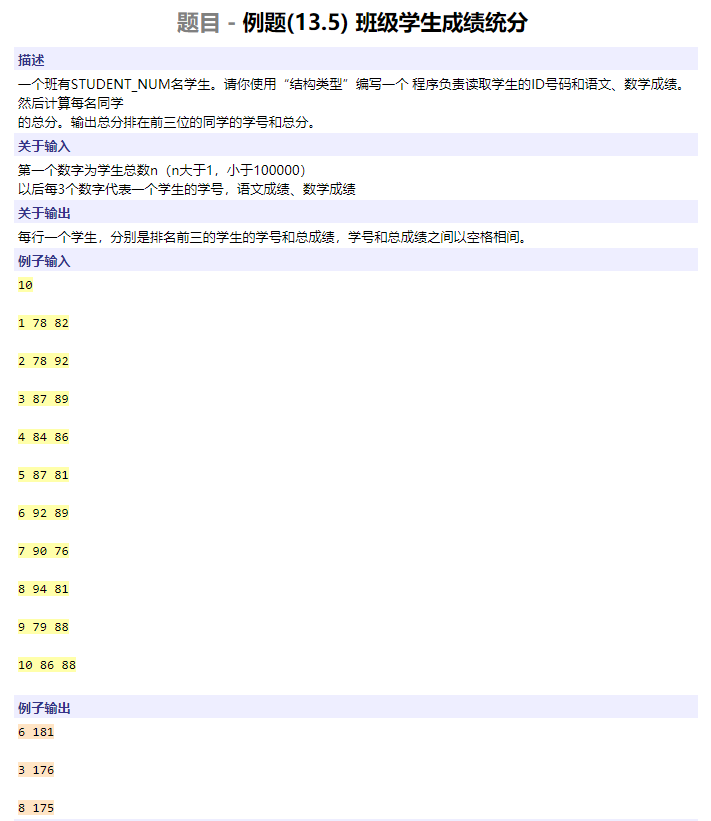 题目 - 例题(13.5) 班级学生成绩统分
描述
一个班有STUDENT_NUM名学生。请你使用“结构类型”编写一个 程序负责读取学生的ID号码和语文、数学成绩。
然后计算每名同学
的总分。输出总分排在前三位的同学的学号和总分。
关于输入
第一个数字为学生总数n（n大于1，小于100000）
以后每3个数字代表一个学生的学号，语文成绩、数学成绩
关于输出
每行一个学生，分别是排名前三的学生的学号和总成绩，学号和总成绩之间以空格相间。
例子输入
10
1 78 82
2 78 92
3 87 89
4 84 86
5 87 81
6 92 89
7 90 76
8 94 81
9 79 88
10 86 88
例子输出
6 181
3 176
8 175